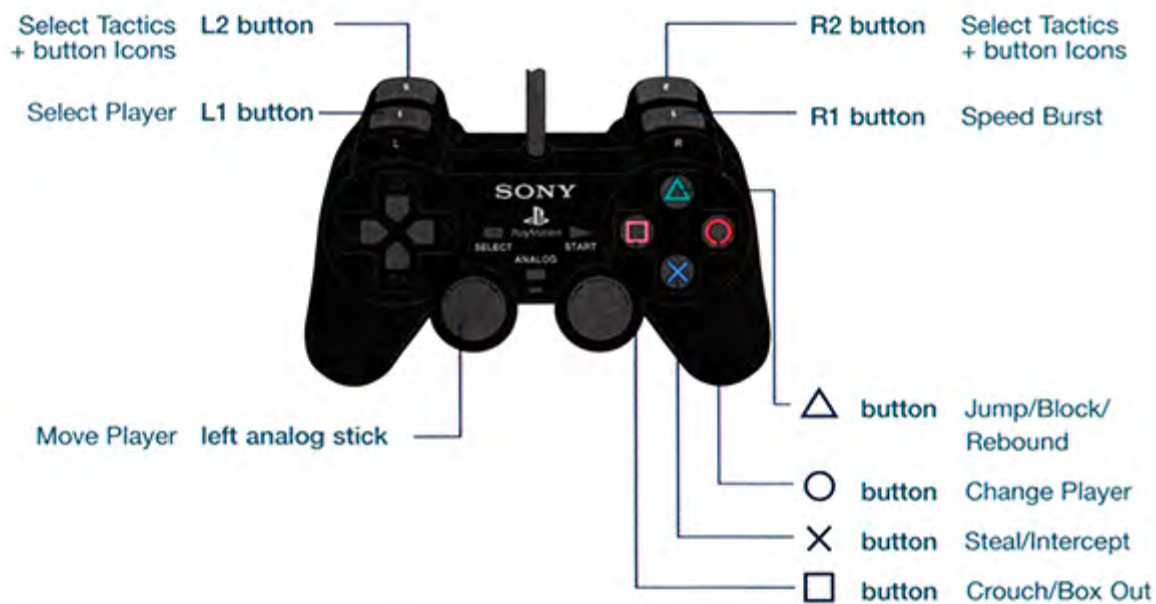 Select Tactics L2 button
+ button Icons
R2 button Select Tactics
+ button Icons
Select Player L1 button
R1 button Speed Burst
L
R
SONY
PlayStation
SELECT
START
ANALOG
Move Player left analog stick
button Jump/Block/
Rebound
button Change Player
button Steal/Intercept
button Crouch/Box Out